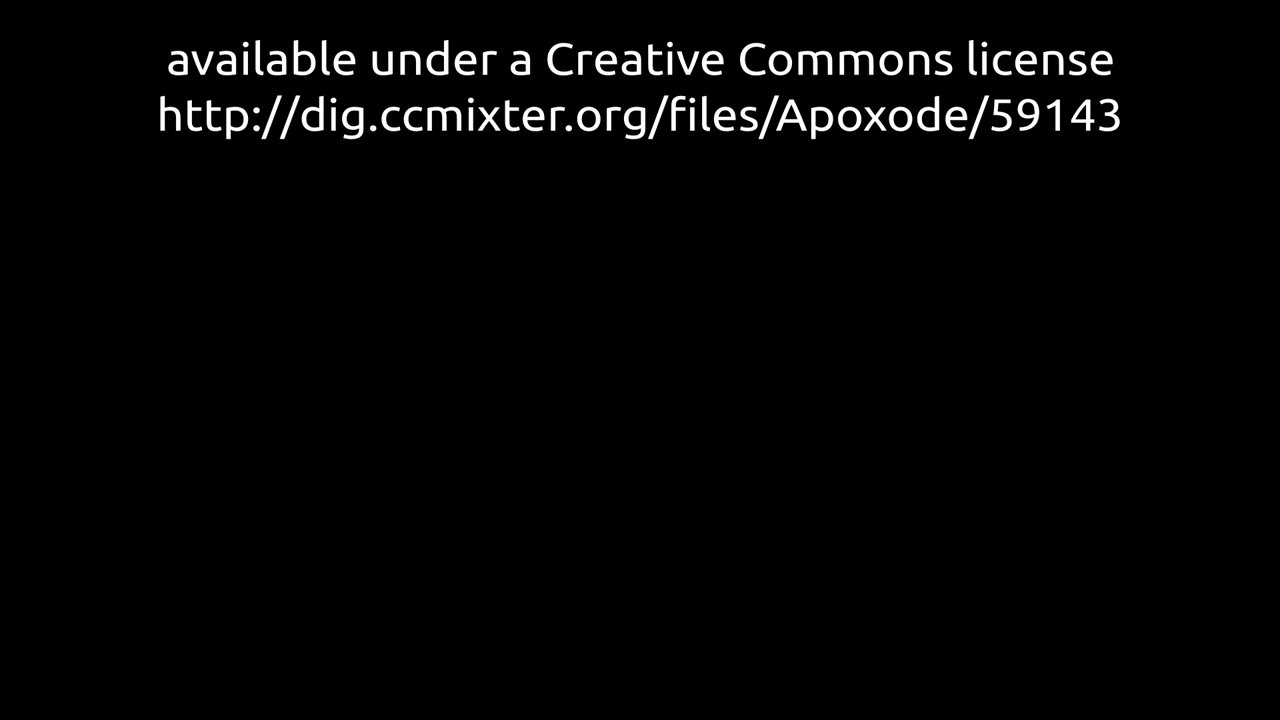 available under a Creative Commons license
http://dig.ccmixter.org/files/Apoxode/59143